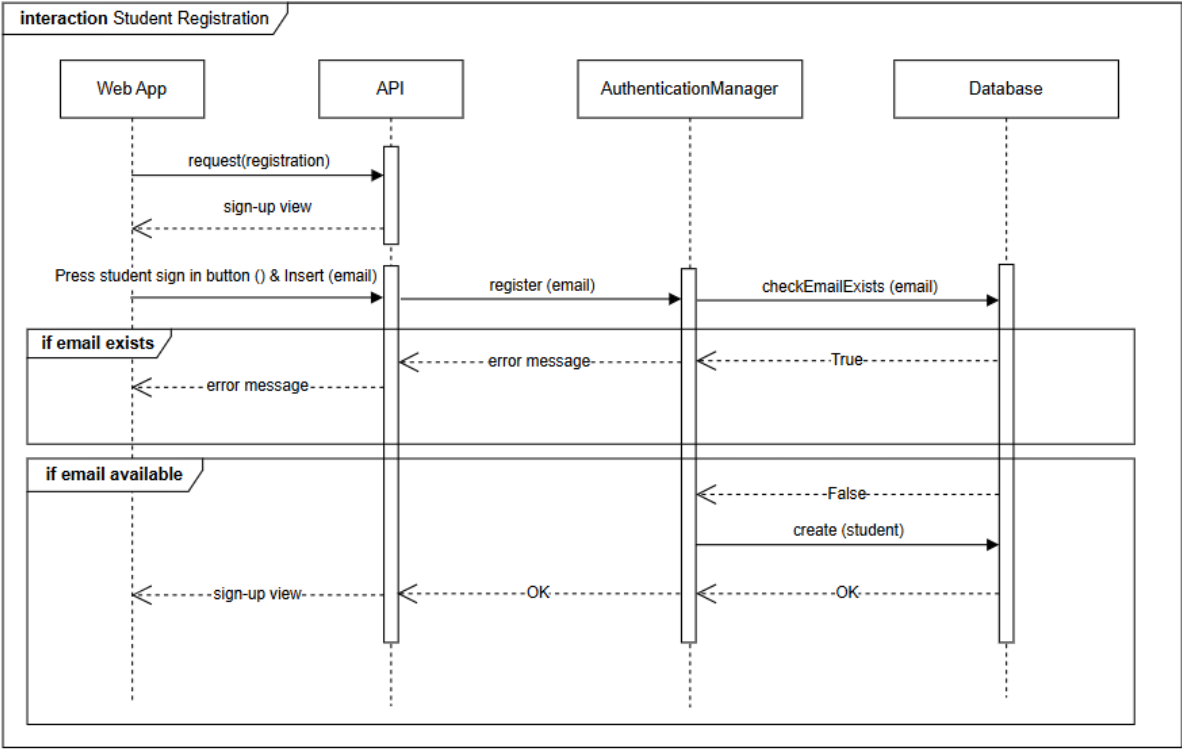 interaction Student Registration
Web App
API
AuthenticationManager
Database
request(registration)
sign-up view
Press student sign in button () & Insert (email)
register (email)
checkEmailExists (email)
if email exists
error message
True
error message
if email available
False
create (student)
sign-up view
OK
OK